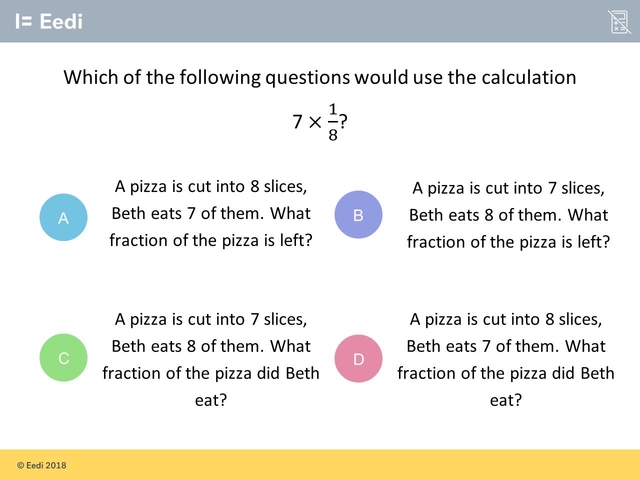 I= Eedi
Which of the following questions would use the calculation
7 × 1/8?
A
A pizza is cut into 8 slices,
Beth eats 7 of them. What
fraction of the pizza is left?
B
A pizza is cut into 7 slices,
Beth eats 8 of them. What
fraction of the pizza is left?
C
A pizza is cut into 7 slices,
Beth eats 8 of them. What
fraction of the pizza did Beth
eat?
D
A pizza is cut into 8 slices,
Beth eats 7 of them. What
fraction of the pizza did Beth
eat?
© Eedi 2018